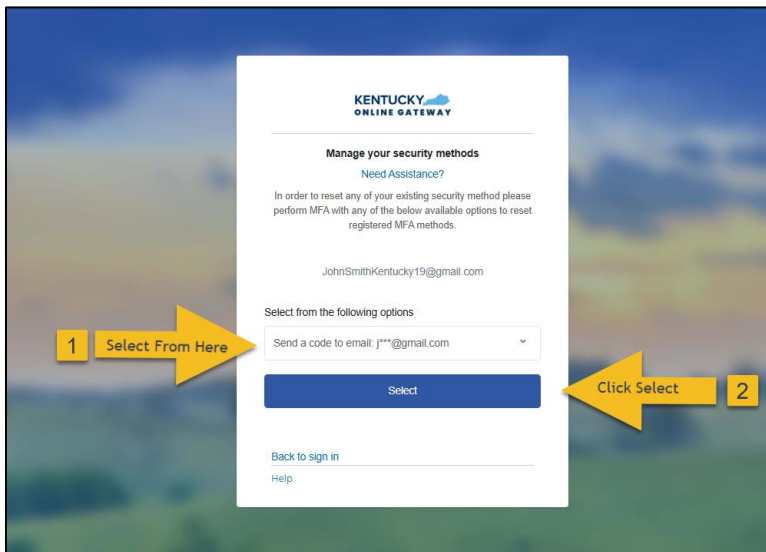 KENTUCKY
ONLINE GATEWAY
Manage your security methods
Need Assistance?
In order to reset any of your existing security method please
perform MFA with any of the below available options to reset
registered MFA methods.
JohnSmithKentucky19@gmail.com
Select from the following options
1 Select From Here
Send a code to email: j***@gmail.com
Select
Click Select 2
Back to sign in
Help